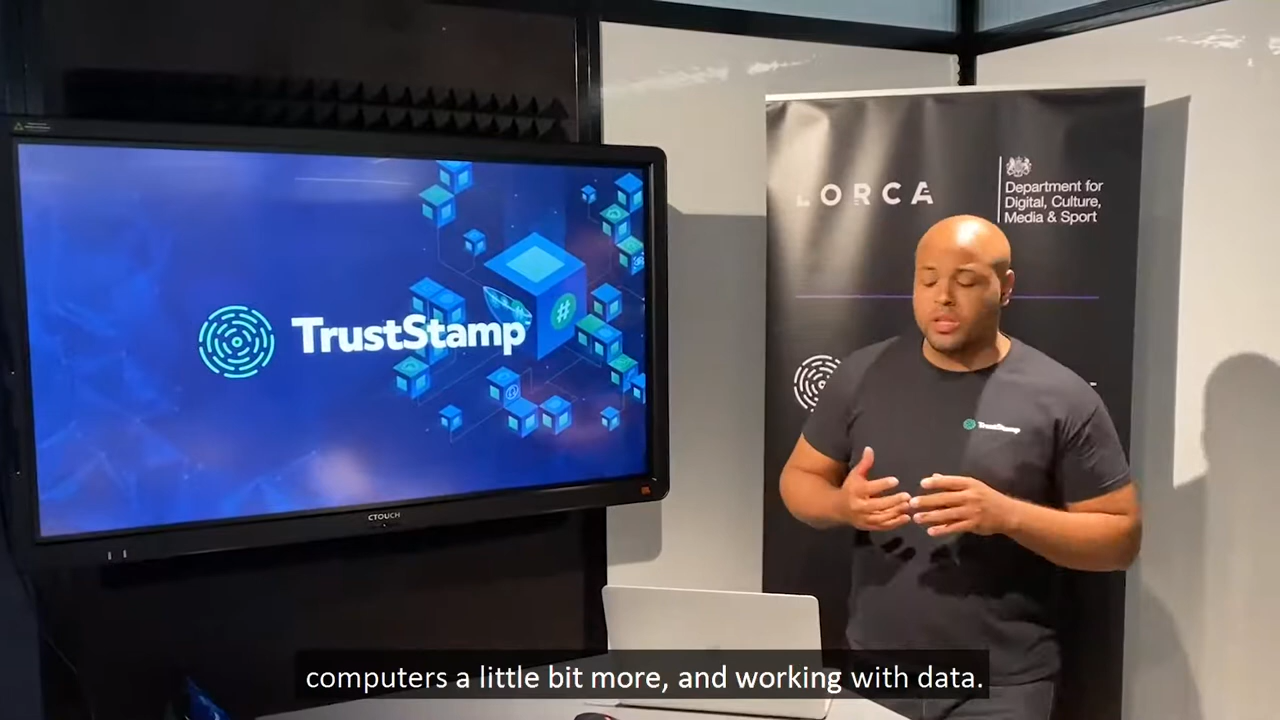 TrustStamp
#
CTOUCH
LORCA
Department for
Digital, Culture,
Media & Sport
TrustStamp
computers a little bit more, and working with data.